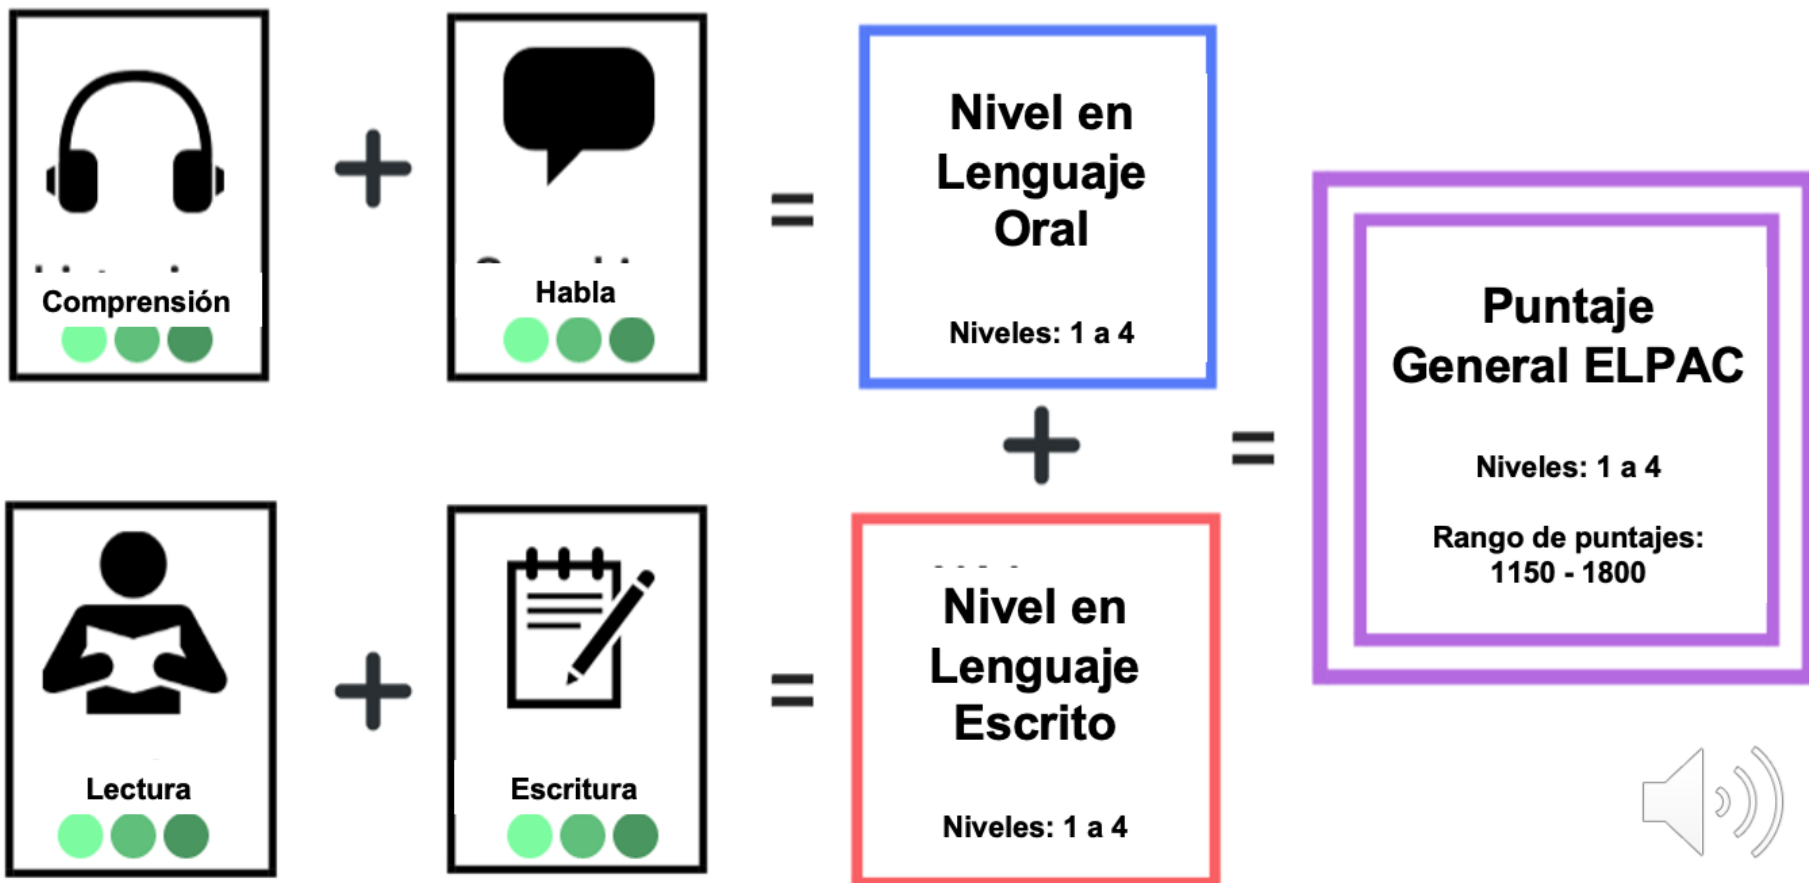 Comprensión
Habla
Nivel en
Lenguaje
Oral
Niveles: 1 a 4
Lectura
Escritura
Nivel en
Lenguaje
Escrito
Niveles: 1 a 4
Puntaje
General ELPAC
Niveles: 1 a 4
Rango de puntajes:
1150 - 1800